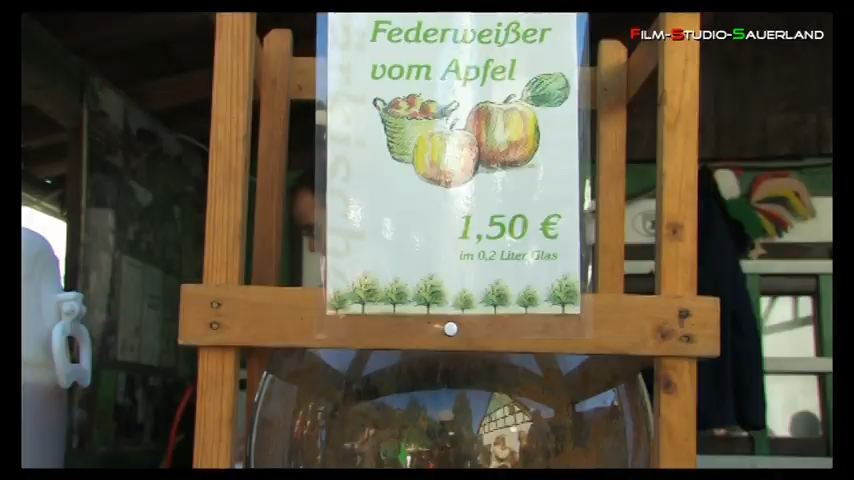 Film-Studio-Sauerland
Federweißer
vom Apfel
1,50 €
im 0,2 Liter Glas